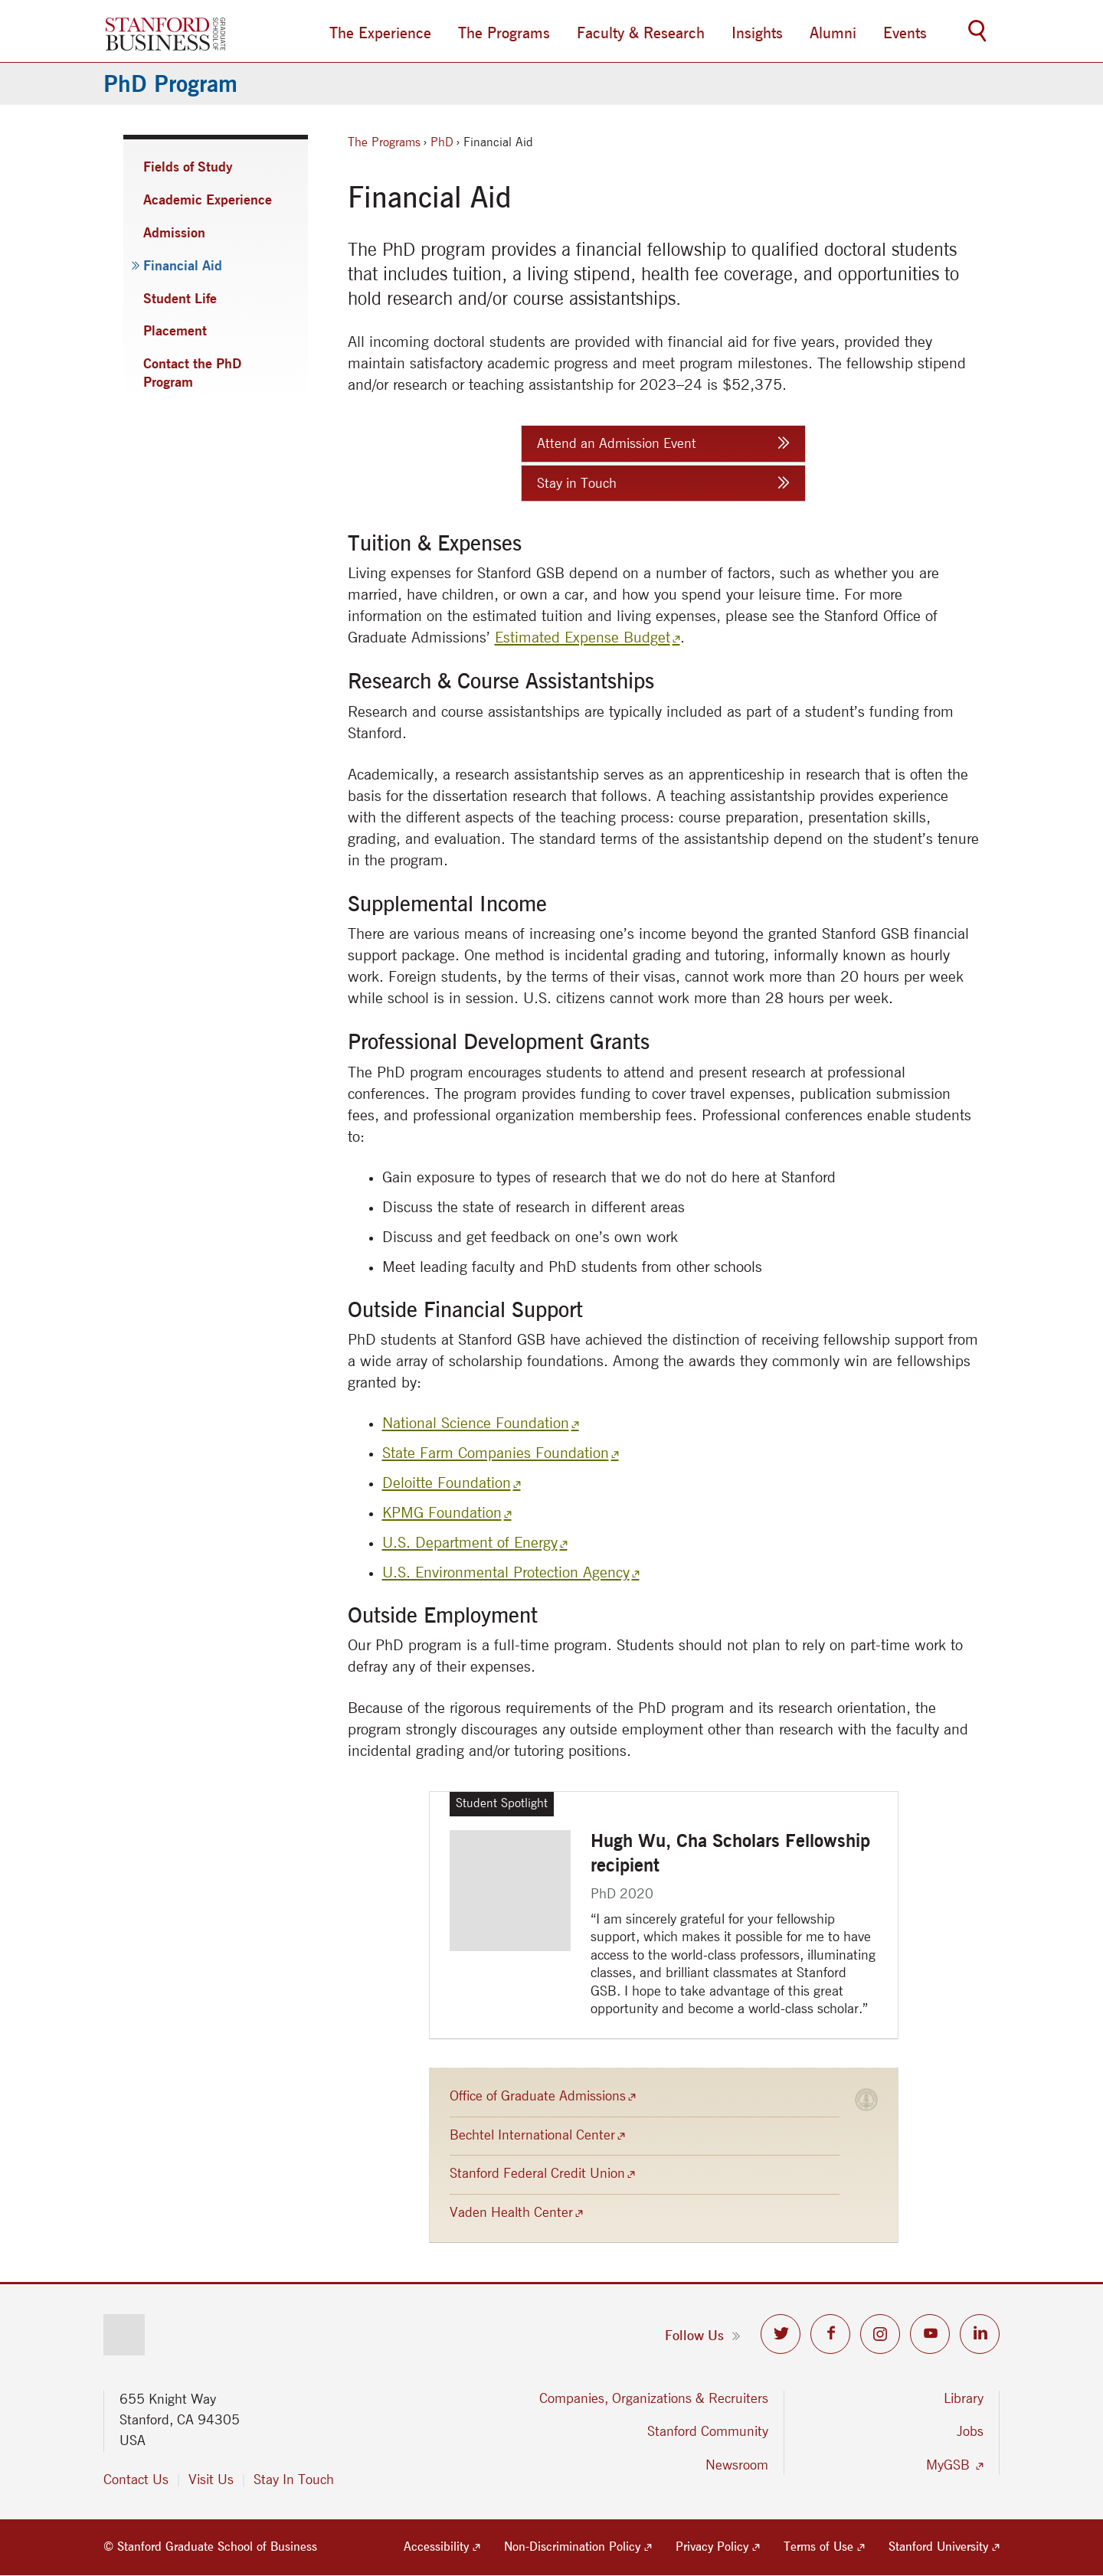 STANFORD
BUSINESS
GRADUATE
SCHOOL OF
The Experience
The Programs
Faculty & Research
Insights
Alumni
Events
PhD Program
Fields of Study
Academic Experience
Admission
Financial Aid
Student Life
Placement
Contact the PhD
Program
The Programs › PhD › Financial Aid
Financial Aid
The PhD program provides a financial fellowship to qualified doctoral students
that includes tuition, a living stipend, health fee coverage, and opportunities to
hold research and/or course assistantships.
All incoming doctoral students are provided with financial aid for five years, provided they
maintain satisfactory academic progress and meet program milestones. The fellowship stipend
and/or research or teaching assistantship for 2023–24 is $52,375.
Attend an Admission Event
Stay in Touch
Tuition & Expenses
Living expenses for Stanford GSB depend on a number of factors, such as whether you are
married, have children, or own a car, and how you spend your leisure time. For more
information on the estimated tuition and living expenses, please see the Stanford Office of
Graduate Admissions’ Estimated Expense Budget.
Research & Course Assistantships
Research and course assistantships are typically included as part of a student’s funding from
Stanford.
Academically, a research assistantship serves as an apprenticeship in research that is often the
basis for the dissertation research that follows. A teaching assistantship provides experience
with the different aspects of the teaching process: course preparation, presentation skills,
grading, and evaluation. The standard terms of the assistantship depend on the student’s tenure
in the program.
Supplemental Income
There are various means of increasing one’s income beyond the granted Stanford GSB financial
support package. One method is incidental grading and tutoring, informally known as hourly
work. Foreign students, by the terms of their visas, cannot work more than 20 hours per week
while school is in session. U.S. citizens cannot work more than 28 hours per week.
Professional Development Grants
The PhD program encourages students to attend and present research at professional
conferences. The program provides funding to cover travel expenses, publication submission
fees, and professional organization membership fees. Professional conferences enable students
to:
• Gain exposure to types of research that we do not do here at Stanford
• Discuss the state of research in different areas
• Discuss and get feedback on one’s own work
• Meet leading faculty and PhD students from other schools
Outside Financial Support
PhD students at Stanford GSB have achieved the distinction of receiving fellowship support from
a wide array of scholarship foundations. Among the awards they commonly win are fellowships
granted by:
• National Science Foundation
• State Farm Companies Foundation
• Deloitte Foundation
• KPMG Foundation
• U.S. Department of Energy
• U.S. Environmental Protection Agency
Outside Employment
Our PhD program is a full-time program. Students should not plan to rely on part-time work to
defray any of their expenses.
Because of the rigorous requirements of the PhD program and its research orientation, the
program strongly discourages any outside employment other than research with the faculty and
incidental grading and/or tutoring positions.
Student Spotlight
Hugh Wu, Cha Scholars Fellowship
recipient
PhD 2020
“I am sincerely grateful for your fellowship
support, which makes it possible for me to have
access to the world-class professors, illuminating
classes, and brilliant classmates at Stanford
GSB. I hope to take advantage of this great
opportunity and become a world-class scholar.”
Office of Graduate Admissions
Bechtel International Center
Stanford Federal Credit Union
Vaden Health Center
Follow Us
655 Knight Way
Stanford, CA 94305
USA
Contact Us
Visit Us
Stay In Touch
Companies, Organizations & Recruiters
Stanford Community
Newsroom
Library
Jobs
MyGSB
© Stanford Graduate School of Business
Accessibility
Non-Discrimination Policy
Privacy Policy
Terms of Use
Stanford University